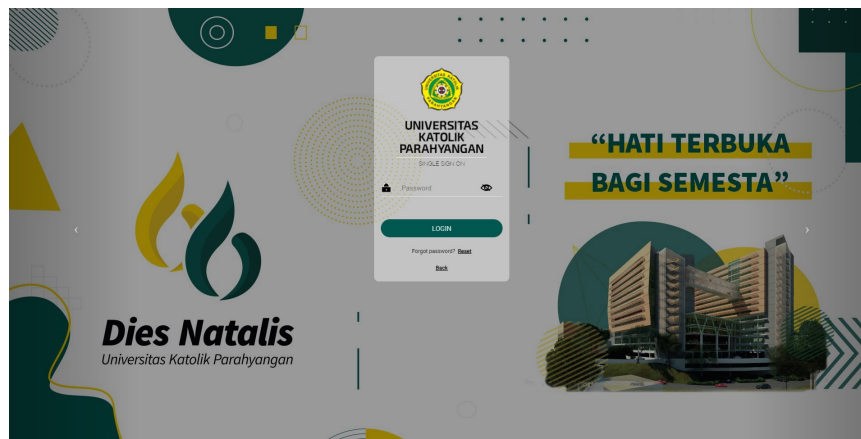 UNIVERSITAS
KATOLIK
PARAHYANGAN
SINGLE SIGN ON
Password
LOGIN
Forgot password? Reset
Back
Dies Natalis
Universitas Katolik Parahyangan
“HATI TERBUKA
BAGI SEMESTA”